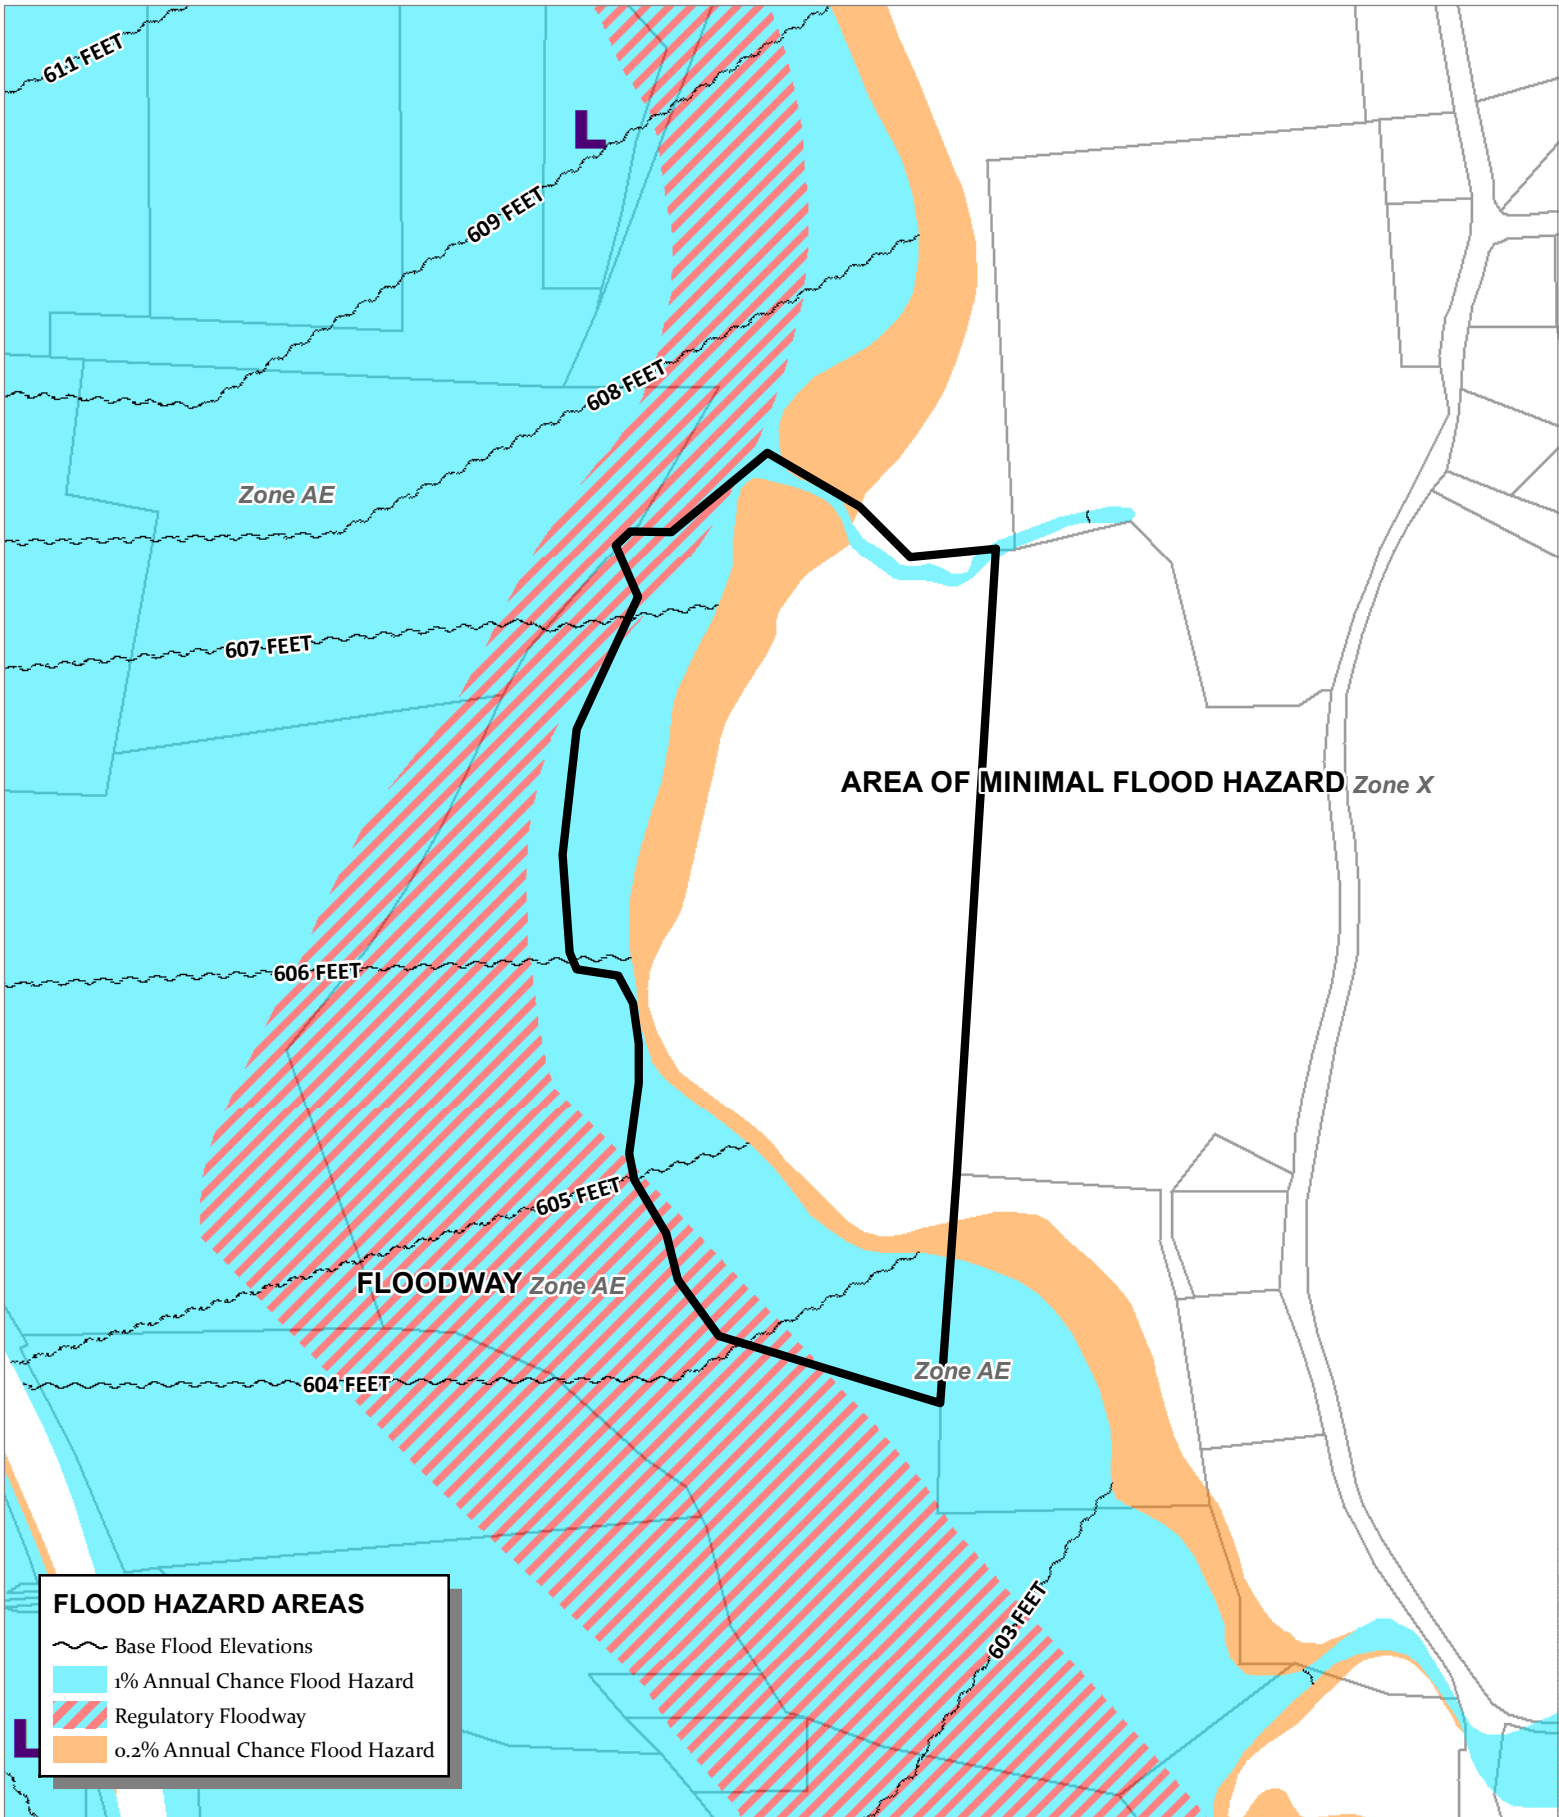 611 FEET
L
609 FEET
608 FEET
Zone AE
607 FEET
AREA OF MINIMAL FLOOD HAZARD Zone X
606 FEET
605 FEET
FLOODWAY Zone AE
Zone AE
604 FEET
603 FEET
FLOOD HAZARD AREAS
Base Flood Elevations
1% Annual Chance Flood Hazard
Regulatory Floodway
0.2% Annual Chance Flood Hazard
L